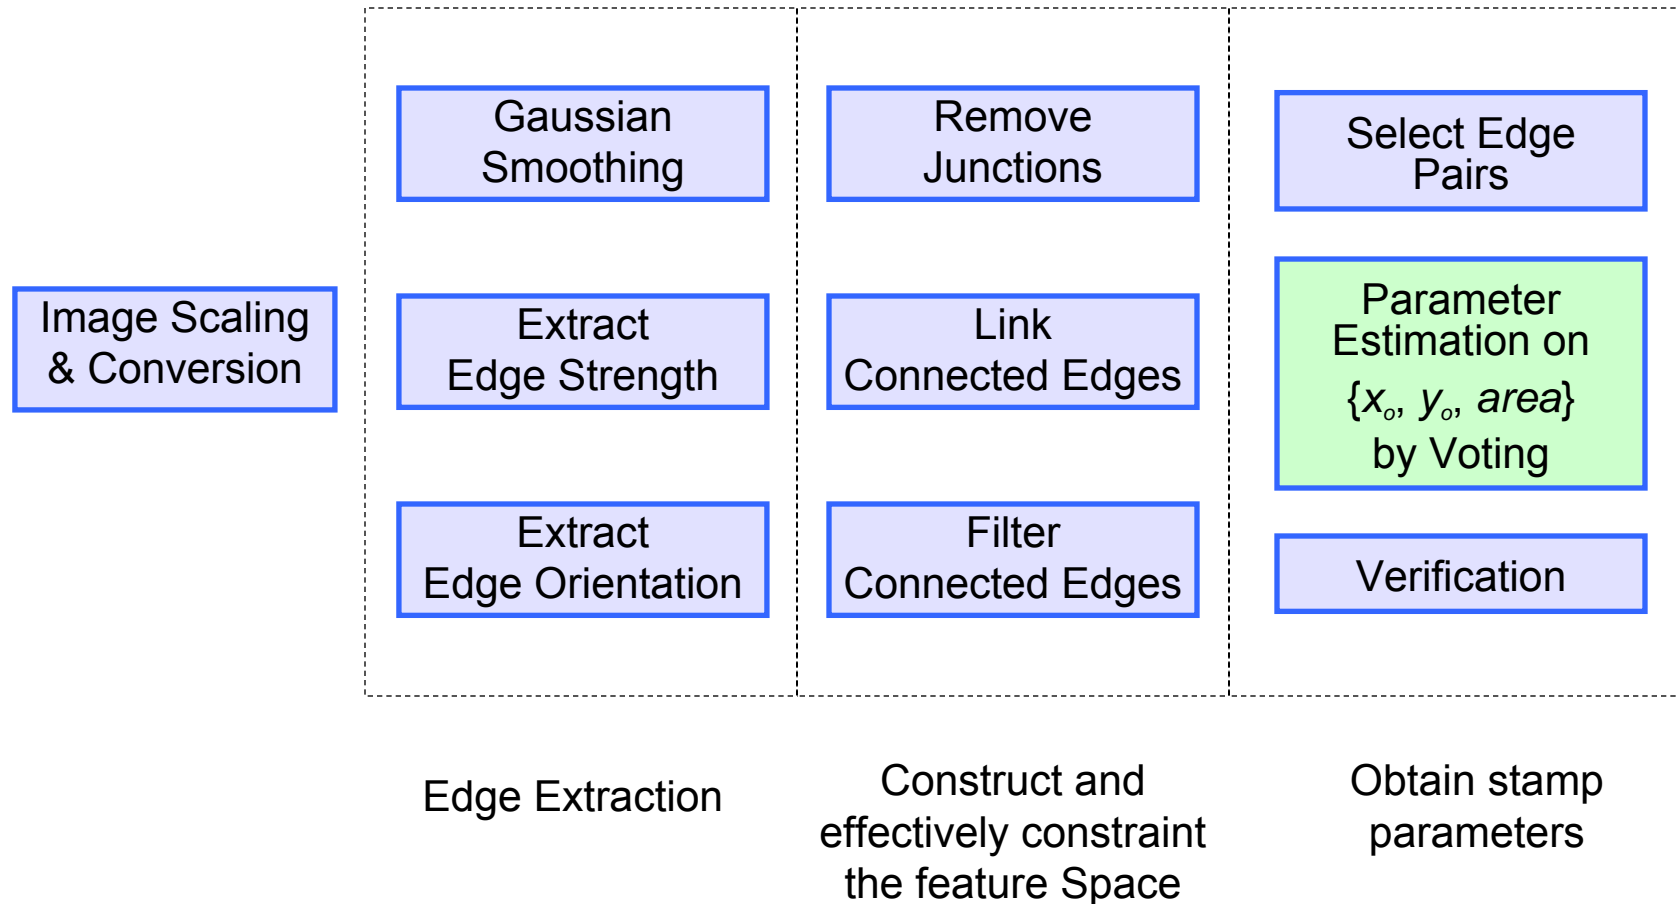 Image Scaling
& Conversion
Gaussian
Smoothing
Extract
Edge Strength
Extract
Edge Orientation
Edge Extraction
Remove
Junctions
Link
Connected Edges
Filter
Connected Edges
Construct and
effectively constraint
the feature Space
Select Edge
Pairs
Parameter
Estimation on
{xₒ, yₒ, area}
by Voting
Verification
Obtain stamp
parameters